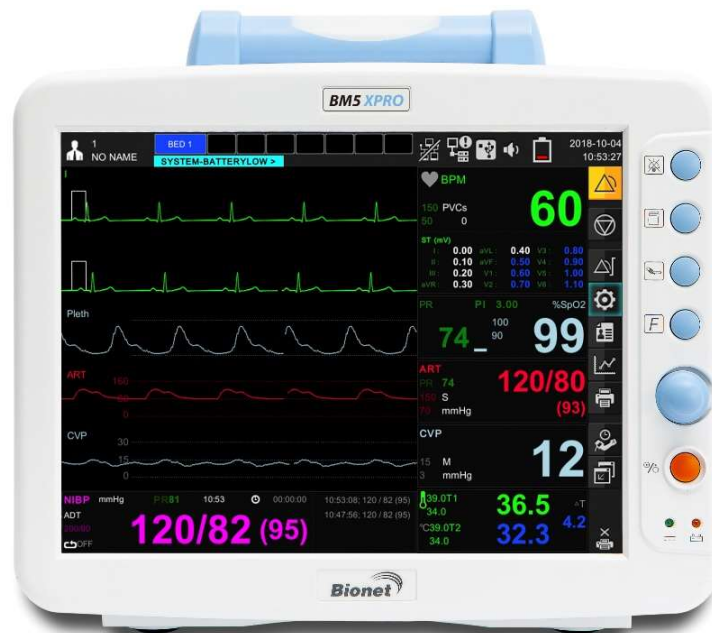 BM5 XPRO
1
NO NAME
BED 1
SYSTEM-BATTERYLOW >
2018-10-04
10:53:27
I
BPM
150 PVCs
50 0
60
ST (mV)
I : 0.00 aVL : 0.40 V3 : 0.80
II : 0.10 aVF : 0.50 V4 : 0.90
III : 0.20 V1 : 0.60 V5 : 1.00
aVR : 0.30 V2 : 0.70 V6 : 1.10
Pleth
PR PI 3.00 %SpO2
74 100
90
99
ART
160
0
ART
PR 74
S
70 mmHg
120/80
(93)
CVP
30
15
0
CVP
15 M
3 mmHg
12
NIBP mmHg PR81 10:53 00:00:00
ADT
OFF
120/82 (95)
10:53:08; 120 / 82 (95)
10:47:56; 120 / 82 (95)
39.0T1
34.0
36.5
ΔT
4.2
°C39.0T2
34.0
32.3
F
Bionet